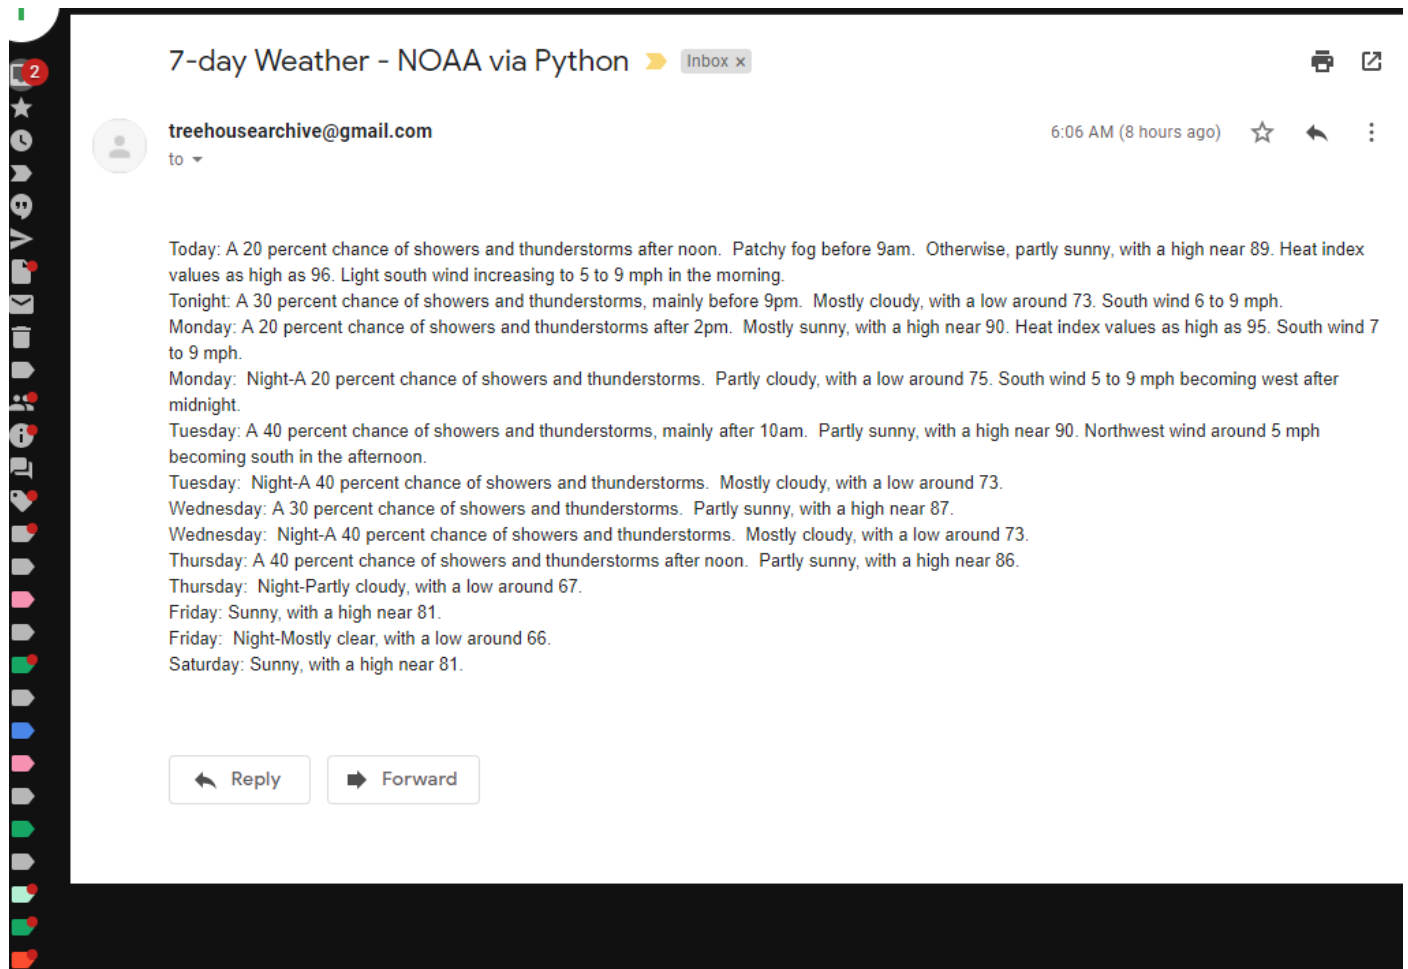 2
7-day Weather - NOAA via Python Inbox x
treehousearchive@gmail.com 6:06 AM (8 hours ago)
to
Today: A 20 percent chance of showers and thunderstorms after noon.  Patchy fog before 9am.  Otherwise, partly sunny, with a high near 89. Heat index
values as high as 96. Light south wind increasing to 5 to 9 mph in the morning.
Tonight: A 30 percent chance of showers and thunderstorms, mainly before 9pm.  Mostly cloudy, with a low around 73. South wind 6 to 9 mph.
Monday: A 20 percent chance of showers and thunderstorms after 2pm.  Mostly sunny, with a high near 90. Heat index values as high as 95. South wind 7
to 9 mph.
Monday:  Night-A 20 percent chance of showers and thunderstorms.  Partly cloudy, with a low around 75. South wind 5 to 9 mph becoming west after
midnight.
Tuesday: A 40 percent chance of showers and thunderstorms, mainly after 10am.  Partly sunny, with a high near 90. Northwest wind around 5 mph
becoming south in the afternoon.
Tuesday:  Night-A 40 percent chance of showers and thunderstorms.  Mostly cloudy, with a low around 73.
Wednesday: A 30 percent chance of showers and thunderstorms.  Partly sunny, with a high near 87.
Wednesday:  Night-A 40 percent chance of showers and thunderstorms.  Mostly cloudy, with a low around 73.
Thursday: A 40 percent chance of showers and thunderstorms after noon.  Partly sunny, with a high near 86.
Thursday:  Night-Partly cloudy, with a low around 67.
Friday: Sunny, with a high near 81.
Friday:  Night-Mostly clear, with a low around 66.
Saturday: Sunny, with a high near 81.
Reply Forward